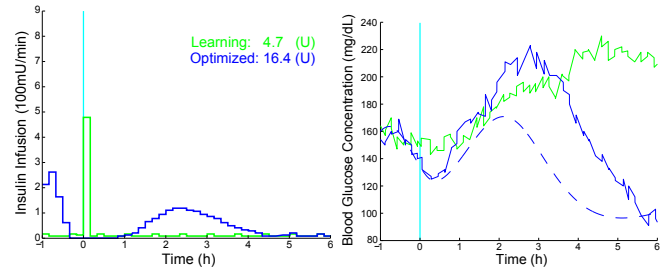 Learning: 4.7 (U)
Optimized: 16.4 (U)
Insulin Infusion (100mU/min)
9
8
7
6
5
4
3
2
1
0
-1 0 1 2 3 4 5 6
Time (h)
Blood Glucose Concentration (mg/dL)
240
220
200
180
160
140
120
100
80
-1 0 1 2 3 4 5 6
Time (h)